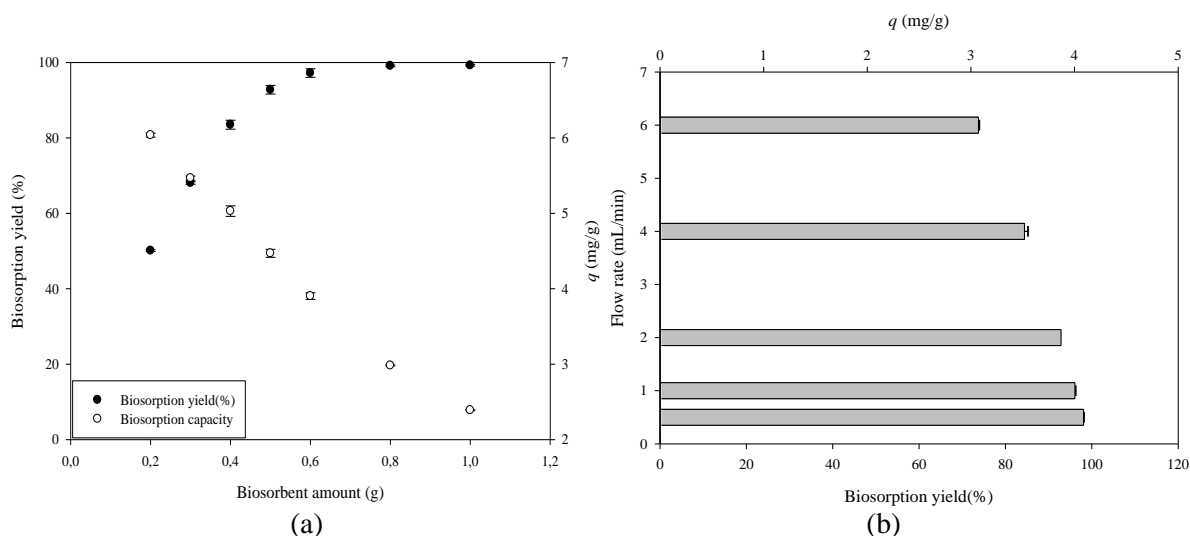 100
80
60
40
20
0
Biosorption yield (%)
7
6
5
4
3
2
q (mg/g)
Biosorption yield(%)
Biosorption capacity
0,0 0,2 0,4 0,6 0,8 1,0 1,2
Biosorbent amount (g)
(a)
q (mg/g)
0 1 2 3 4 5
7
6
5
4
3
2
1
0
Flow rate (mL/min)
0 20 40 60 80 100 120
Biosorption yield(%)
(b)